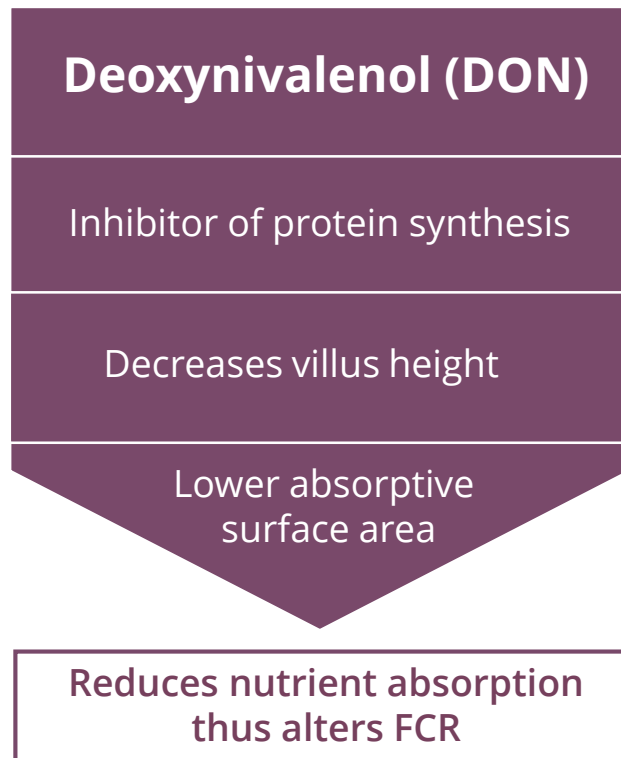 Deoxynivalenol (DON)
Inhibitor of protein synthesis
Decreases villus height
Lower absorptive
surface area
Reduces nutrient absorption
thus alters FCR